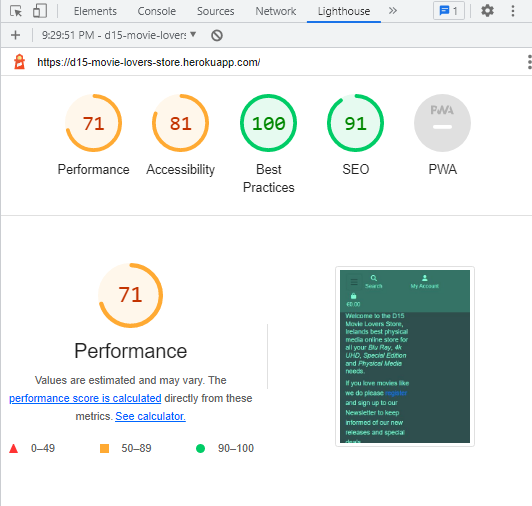 Elements Console Sources Network Lighthouse » 1
+ 9:29:51 PM - d15-movie-lovers
https://d15-movie-lovers-store.herokuapp.com/
71 81 100 91 PWA
Performance Accessibility Best Practices SEO PWA
71
Performance
Values are estimated and may vary. The
performance score is calculated directly from these
metrics. See calculator.
0–49 50–89 90–100
Search My Account
€0.00
Welcome to the D15
Movie Lovers Store,
Irelands best physical
media online store for
all your Blu Ray, 4k
UHD, Special Edition
and Physical Media
needs.
If you love movies like
we do please register
and sign up to our
Newsletter to keep
informed of our new
releases and special
deals